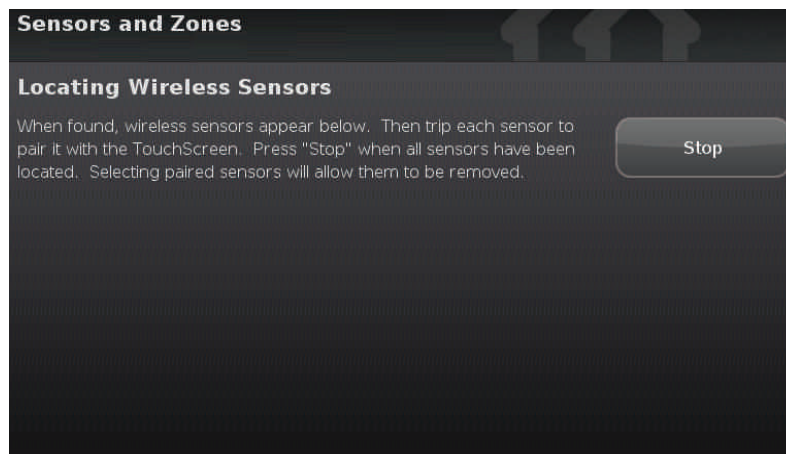 Sensors and Zones
Locating Wireless Sensors
When found, wireless sensors appear below. Then trip each sensor to
pair it with the TouchScreen. Press "Stop" when all sensors have been
located. Selecting paired sensors will allow them to be removed.
Stop